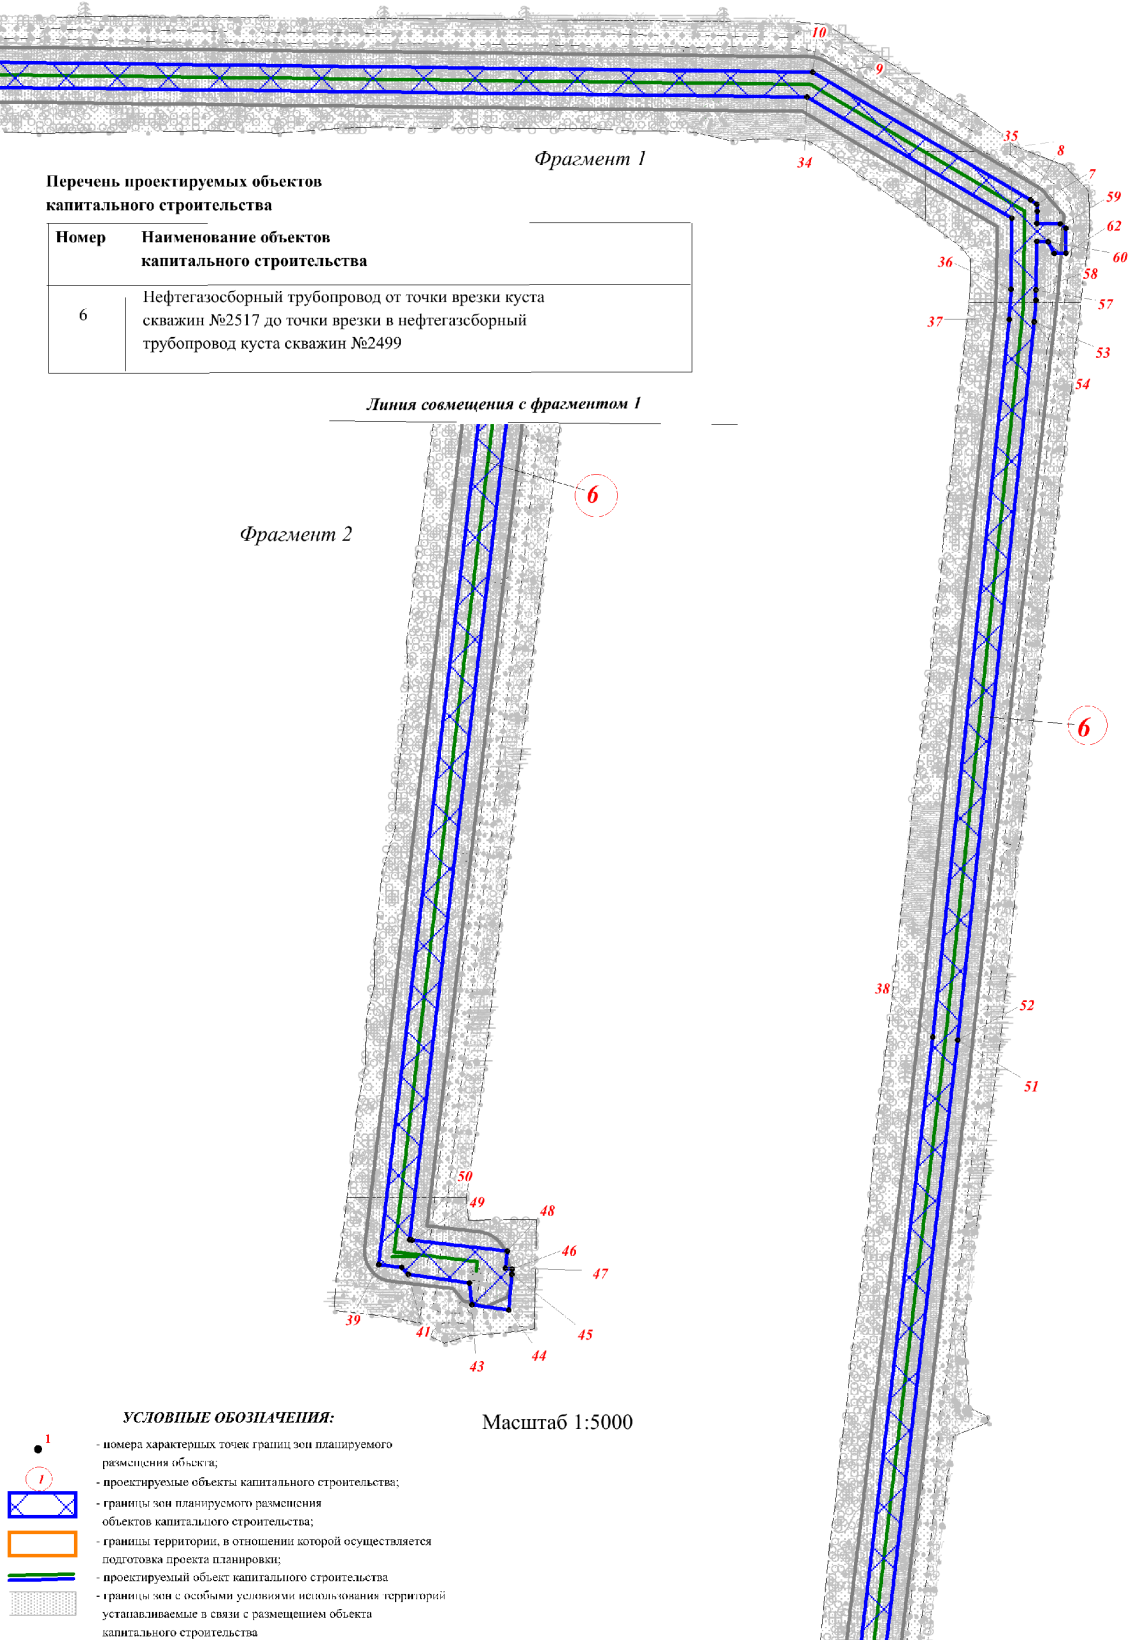 10
9
35
8
7
59
62
60
58
57
53
54
34
36
37
Фрагмент 1
Перечень проектируемых объектов
капитального строительства
Номер
Наименование объектов
капитального строительства
6
Нефтегазосборный трубопровод от точки врезки куста
скважин №2517 до точки врезки в нефтегазсборный
трубопровод куста скважин №2499
Линия совмещения с фрагментом 1
6
Фрагмент 2
6
38
52
51
50
49
48
46
47
45
44
43
41
39
УСЛОВНЫЕ ОБОЗНАЧЕНИЯ:
Масштаб 1:5000
1
- номера характерных точек границ зон планируемого
размещения объекта;
1
- проектируемые объекты капитального строительства;
- границы зон планируемого размещения
объектов капитального строительства;
- границы территории, в отношении которой осуществляется
подготовка проекта планировки;
- проектируемый объект капитального строительства
- границы зон с особыми условиями использования территорий
устанавливаемые в связи с размещением объекта
капитального строительства